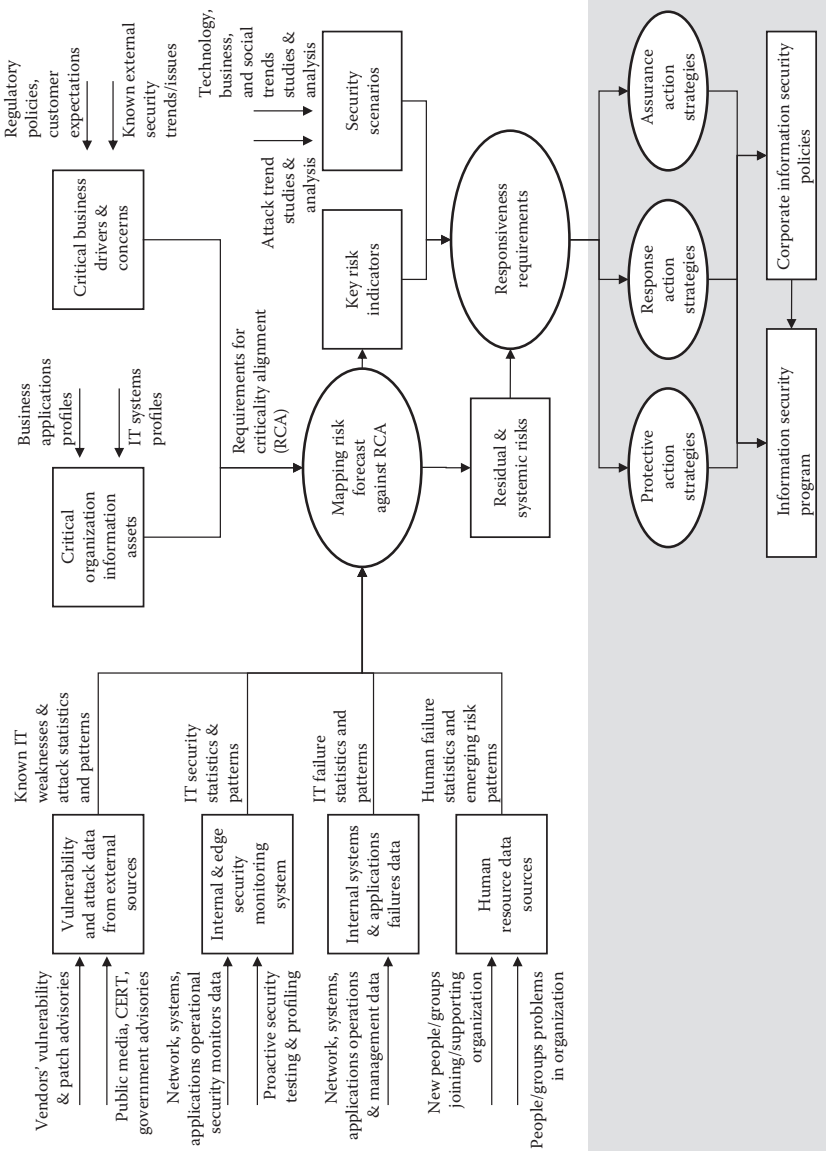 Vendors’ vulnerability
& patch advisories
Public media, CERT,
government advisories
Vulnerability
and attack data
from external
sources
Known IT
weaknesses &
attack statistics
and patterns
Network, systems,
applications operational
security monitors data
Proactive security
testing & profiling
Internal & edge
security
monitoring
system
IT security
statistics &
patterns
Network, systems,
applications operations
& management data
Internal systems
& applications
failures data
IT failure
statistics and
patterns
New people/groups
joining/supporting
organization
People/groups problems
in organization
Human
resource data
sources
Human failure
statistics and
emerging risk
patterns
Business
applications
profiles
IT systems
profiles
Critical
organization
information
assets
Regulatory
policies,
customer
expectations
Known external
security
trends/issues
Critical business
drivers &
concerns
Requirements for
criticality alignment
(RCA)
Mapping risk
forecast
against RCA
Key risk
indicators
Attack trend
studies &
analysis
Technology,
business,
and social
trends
studies &
analysis
Security
scenarios
Residual &
systemic risks
Responsiveness
requirements
Protective
action
strategies
Response
action
strategies
Assurance
action
strategies
Information security
program
Corporate information security
policies